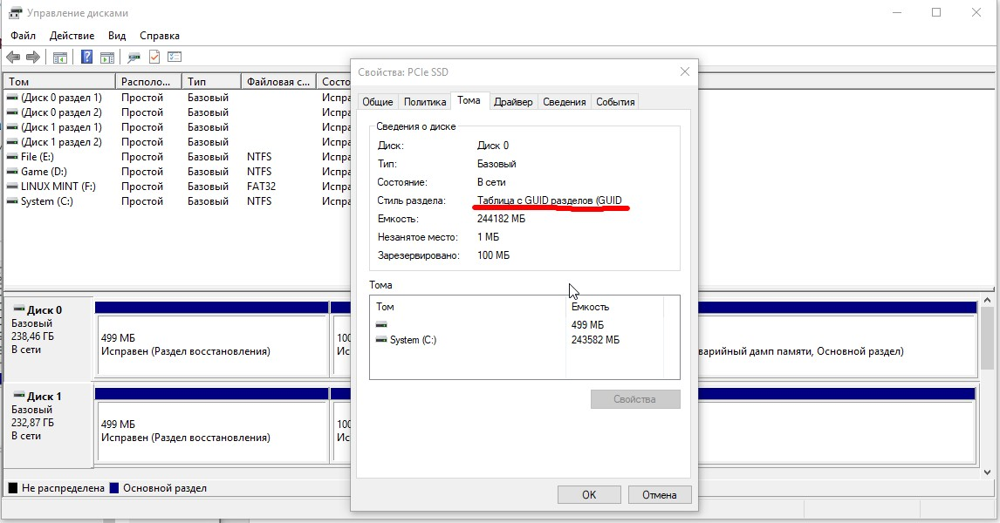 Управление дисками
Файл Действие Вид Справка
Том Располо... Тип Файловая с... Состо
(Диск 0 раздел 1) Простой Базовый Испра
(Диск 0 раздел 2) Простой Базовый Испра
(Диск 1 раздел 1) Простой Базовый Испра
(Диск 1 раздел 2) Простой Базовый Испра
File (E:) Простой Базовый NTFS Испра
Game (D:) Простой Базовый NTFS Испра
LINUX MINT (F:) Простой Базовый FAT32 Испра
System (C:) Простой Базовый NTFS Испра
Свойства: PCIe SSD
Общие Политика Тома Драйвер Сведения События
Сведения о диске
Диск: Диск 0
Тип: Базовый
Состояние: В сети
Стиль раздела: Таблица с GUID разделов (GUID
Емкость: 244182 МБ
Незанятое место: 1 МБ
Зарезервировано: 100 МБ
Тома
Том Емкость
499 МБ
System (C:) 243582 МБ
Свойства
OK Отмена
Диск 0
Базовый
238,46 ГБ
В сети
499 МБ
Исправен (Раздел восстановления)
100
Ис
варийный дамп памяти, Основной раздел)
Диск 1
Базовый
232,87 ГБ
В сети
499 МБ
Исправен (Раздел восстановления)
100
Ис
Не распределена Основной раздел